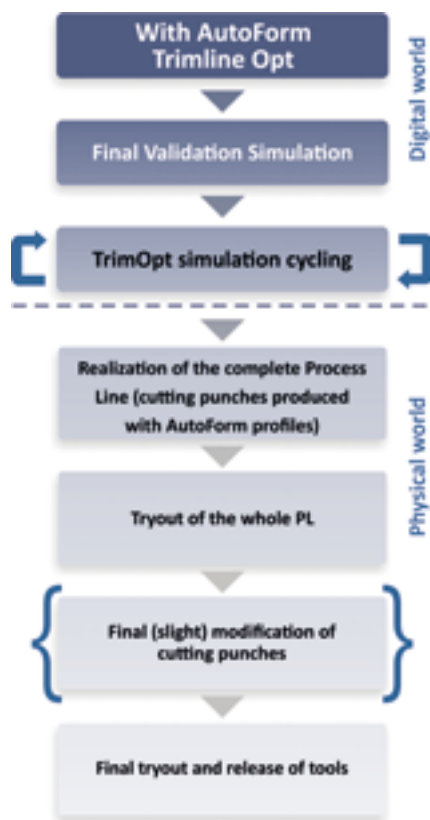 With AutoForm
Trimline Opt
Digital world
Final Validation Simulation
TrimOpt simulation cycling
Realization of the complete Process
Line (cutting punches produced
with AutoForm profiles)
Physical world
Tryout of the whole PL
Final (slight) modification of
cutting punches
Final tryout and release of tools